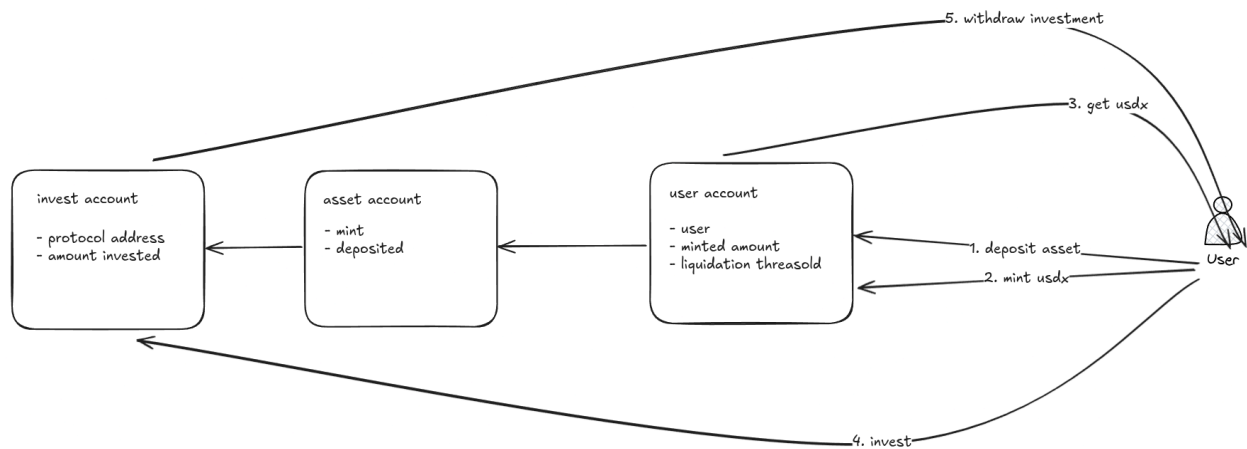 5. withdraw investment
3. get usdx
invest account
- protocol address
- amount invested
asset account
- mint
- deposited
user account
- user
- minted amount
- liquidation threasold
1. deposit asset
2. mint usdx
User
4. invest